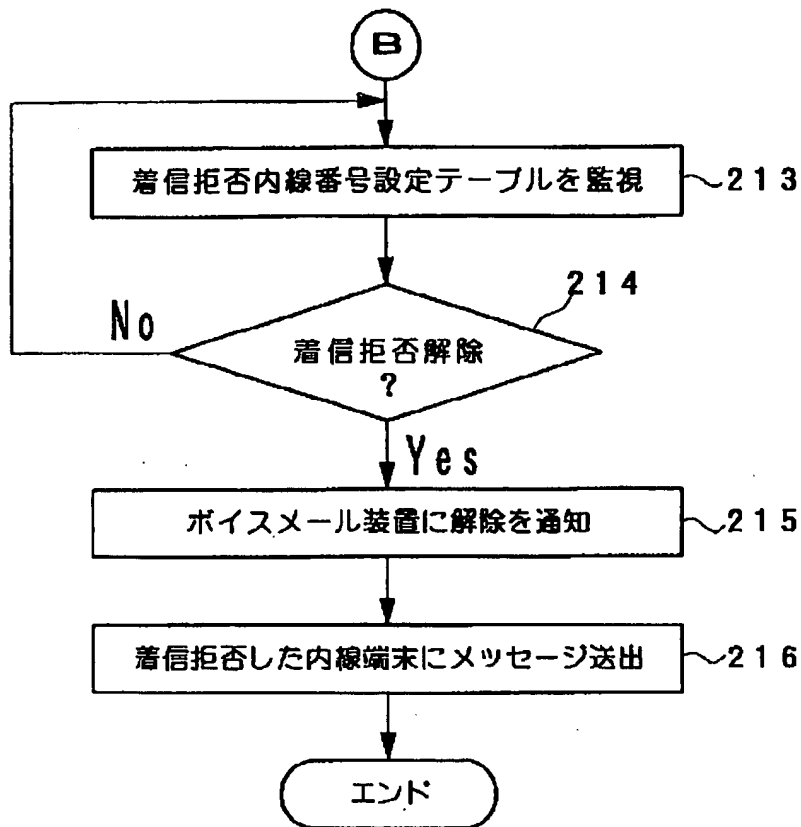 B
着信拒否内線番号設定テーブルを監視
213
214
No
着信拒否解除
?
Yes
ボイスメール装置に解除を通知
215
着信拒否した内線端末にメッセージ送出
216
エンド